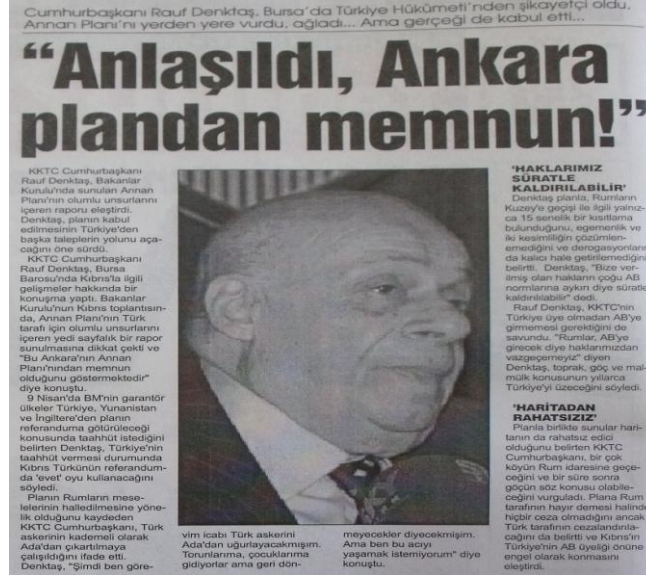 Cumhurbaşkanı Rauf Denktaş, Bursa'da Türkiye Hükümeti'nden şikayetçi oldu,
Annan Planı'nı yerden yere vurdu, ağladı... Ama gerçeği de kabul etti...
“Anlaşıldı, Ankara
plandan memnun!”
KKTC Cumhurbaşkanı
Rauf Denktaş, Bakanlar
Kurulu'nda sunulan Annan
Planı'nın olumlu unsurlarını
içeren raporu eleştirdi.
Denktaş, planın kabul
edilmesinin Türkiye'den
başka taleplerin yolunu aça-
cağını öne sürdü.
KKTC Cumhurbaşkanı
Rauf Denktaş, Bursa
Barosu'nda Kıbrıs'la ilgili
gelişmeler hakkında bir
konuşma yaptı. Bakanlar
Kurulu'nun Kıbrıs toplantısın-
da, Annan Planı'nın Türk
tarafı için olumlu unsurlarını
içeren yedi sayfalık bir rapor
sunulmasına dikkat çekti ve
"Bu Ankara'nın Annan
Planı'nından memnun
olduğunu göstermektedir"
diye konuştu.
9 Nisan'da BM'nin garantör
ülkeler Türkiye, Yunanistan
ve İngiltere'den planın
referanduma götürüleceği
konusunda taahhüt istediğini
belirten Denktaş, Türkiye'nin
taahhüt vermesi durumunda
Kıbrıs Türkünün referandum-
da 'evet' oyu kullanacağını
söyledi.
Planın Rumların mese-
lelerinin halledilmesine yöne-
lik olduğunu kaydeden
KKTC Cumhurbaşkanı, Türk
askerinin kademeli olarak
Ada'dan çıkartılmaya
çalışıldığını ifade etti.
Denktaş, "Şimdi ben göre-
vim icabı Türk askerini
Ada'dan uğurlayacakmışım.
Torunlarıma, çocuklarıma
gidiyorlar ama geri dön-
meyecekler diyecekmişim.
Ama ben bu acıyı
yaşamak istemiyorum" diye
konuştu.
'HAKLARIMIZ
SÜRATLE
KALDIRILABİLİR'
Denktaş planla, Rumların
Kuzey'e geçişi ile ilgili yalnız-
ca 15 senelik bir kısıtlama
bulunduğunu, egemenlik ve
iki kesimliliğin çözümlen-
emediğini ve derogasyonların
da kalıcı hale getirilemediğini
belirtti. Denktaş, "Bize ver-
ilmiş olan hakların çoğu AB
normlarına aykırı diye süratle
kaldırılabilir" dedi.
Rauf Denktaş, KKTC'nin
Türkiye üye olmadan AB'ye
girmemesi gerektiğini de
savundu. "Rumlar, AB'ye
girecek diye haklarımızdan
vazgeçemeyiz" diyen
Denktaş, toprak, göç ve mal-
mülk konusunun yıllarca
Türkiye'yi üzeceğini söyledi.
'HARİTADAN
RAHATSIZIZ'
Planla birlikte sunular hari-
tanın da rahatsız edici
olduğunu belirten KKTC
Cumhurbaşkanı, bir çok
köyün Rum idaresine geçe-
ceğini ve bir süre sonra
göçün söz konusu olabile-
ceğini vurguladı. Plana Rum
tarafının hayır demesi halinde
hiçbir ceza olmadığını ancak
Türk tarafının cezalandırıla-
cağını da belirtti ve Kıbrıs'ın
Türkiye'nin AB üyeliği önüne
engel olarak konmasını
eleştirdi.